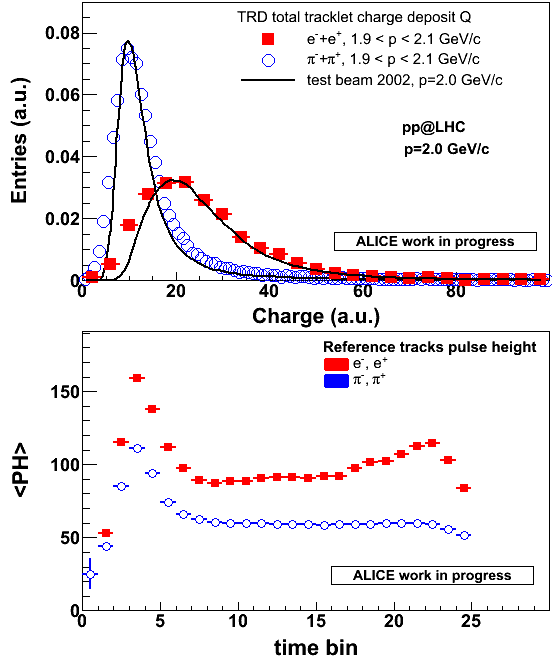 TRD total tracklet charge deposit Q
e⁻+e⁺, 1.9 < p < 2.1 GeV/c
π⁻+π⁺, 1.9 < p < 2.1 GeV/c
test beam 2002, p=2.0 GeV/c
pp@LHC
p=2.0 GeV/c
ALICE work in progress
Entries (a.u.)
0.08
0.06
0.04
0.02
0
0 20 40 60 80
Charge (a.u.)
Reference tracks pulse height
e⁻, e⁺
π⁻, π⁺
ALICE work in progress
<PH>
150
100
50
0
0 5 10 15 20 25
time bin